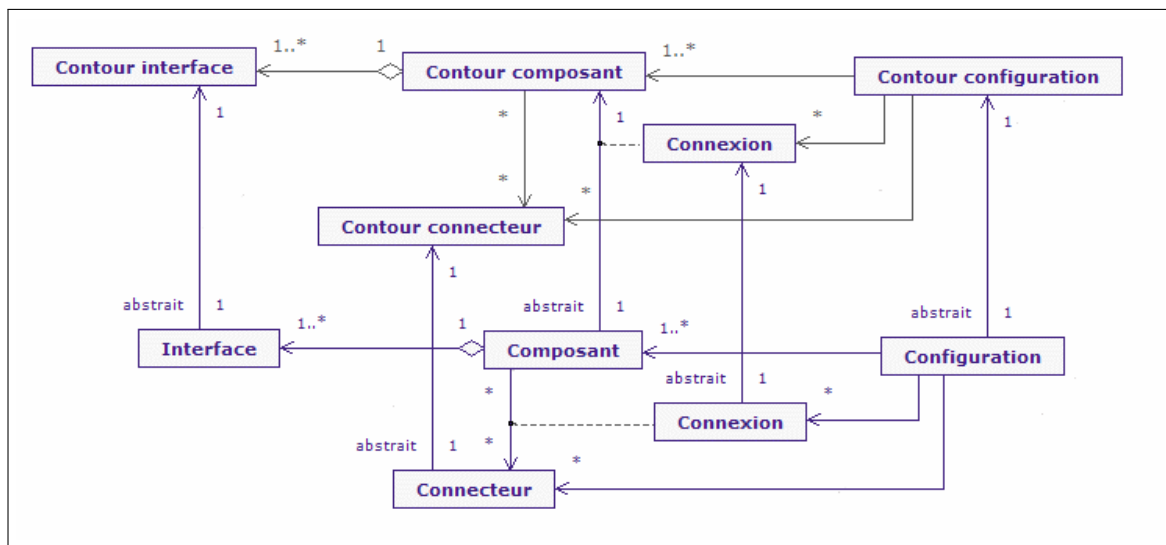 1..* 1 1..*
Contour interface Contour composant Contour configuration
1 * 1 * 1
Connexion
* * 1
Contour connecteur
1
abstrait 1 abstrait 1 abstrait 1
1..* 1 1..*
Interface Composant Configuration
* abstrait 1 *
Connexion
abstrait 1 * *
Connecteur